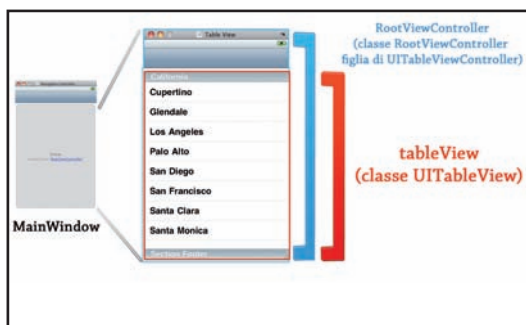 Table View
California
Cupertino
Glendale
Los Angeles
Palo Alto
San Diego
San Francisco
Santa Clara
Santa Monica
Section Footer
MainWindow
RootViewController
(classe RootViewController
figlia di UITableViewController)
tableView
(classe UITableView)